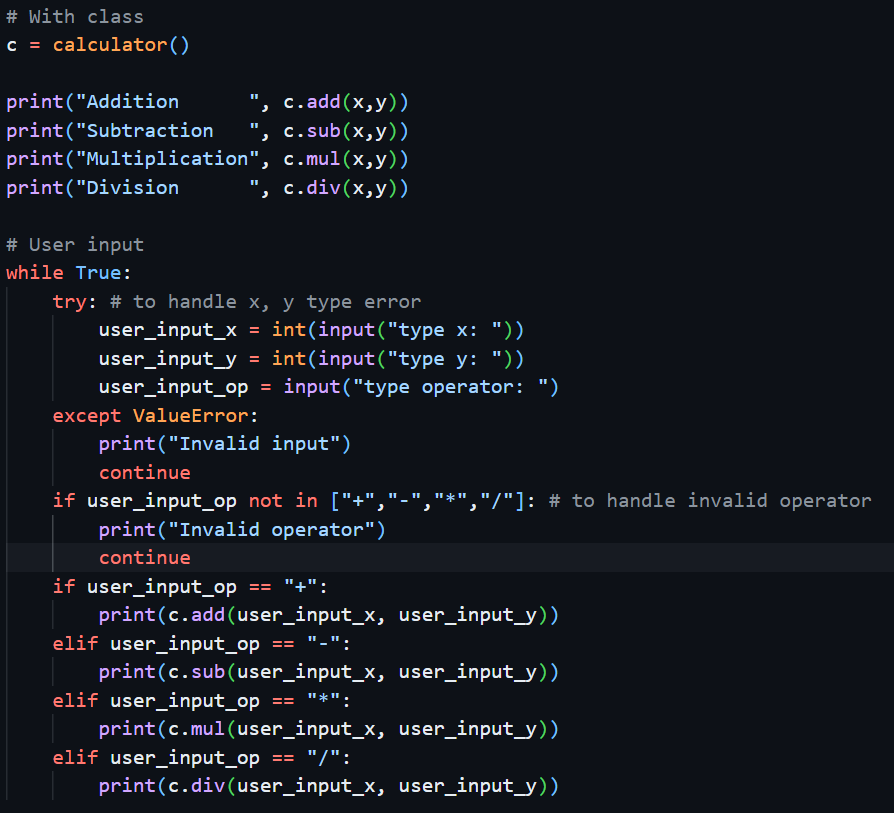 # With class
c = calculator()

print("Addition      ", c.add(x,y))
print("Subtraction   ", c.sub(x,y))
print("Multiplication", c.mul(x,y))
print("Division      ", c.div(x,y))

# User input
while True:
    try: # to handle x, y type error
        user_input_x = int(input("type x: "))
        user_input_y = int(input("type y: "))
        user_input_op = input("type operator: ")
    except ValueError:
        print("Invalid input")
        continue
    if user_input_op not in ["+","-","*","/"]: # to handle invalid operator
        print("Invalid operator")
        continue
    if user_input_op == "+":
        print(c.add(user_input_x, user_input_y))
    elif user_input_op == "-":
        print(c.sub(user_input_x, user_input_y))
    elif user_input_op == "*":
        print(c.mul(user_input_x, user_input_y))
    elif user_input_op == "/":
        print(c.div(user_input_x, user_input_y))